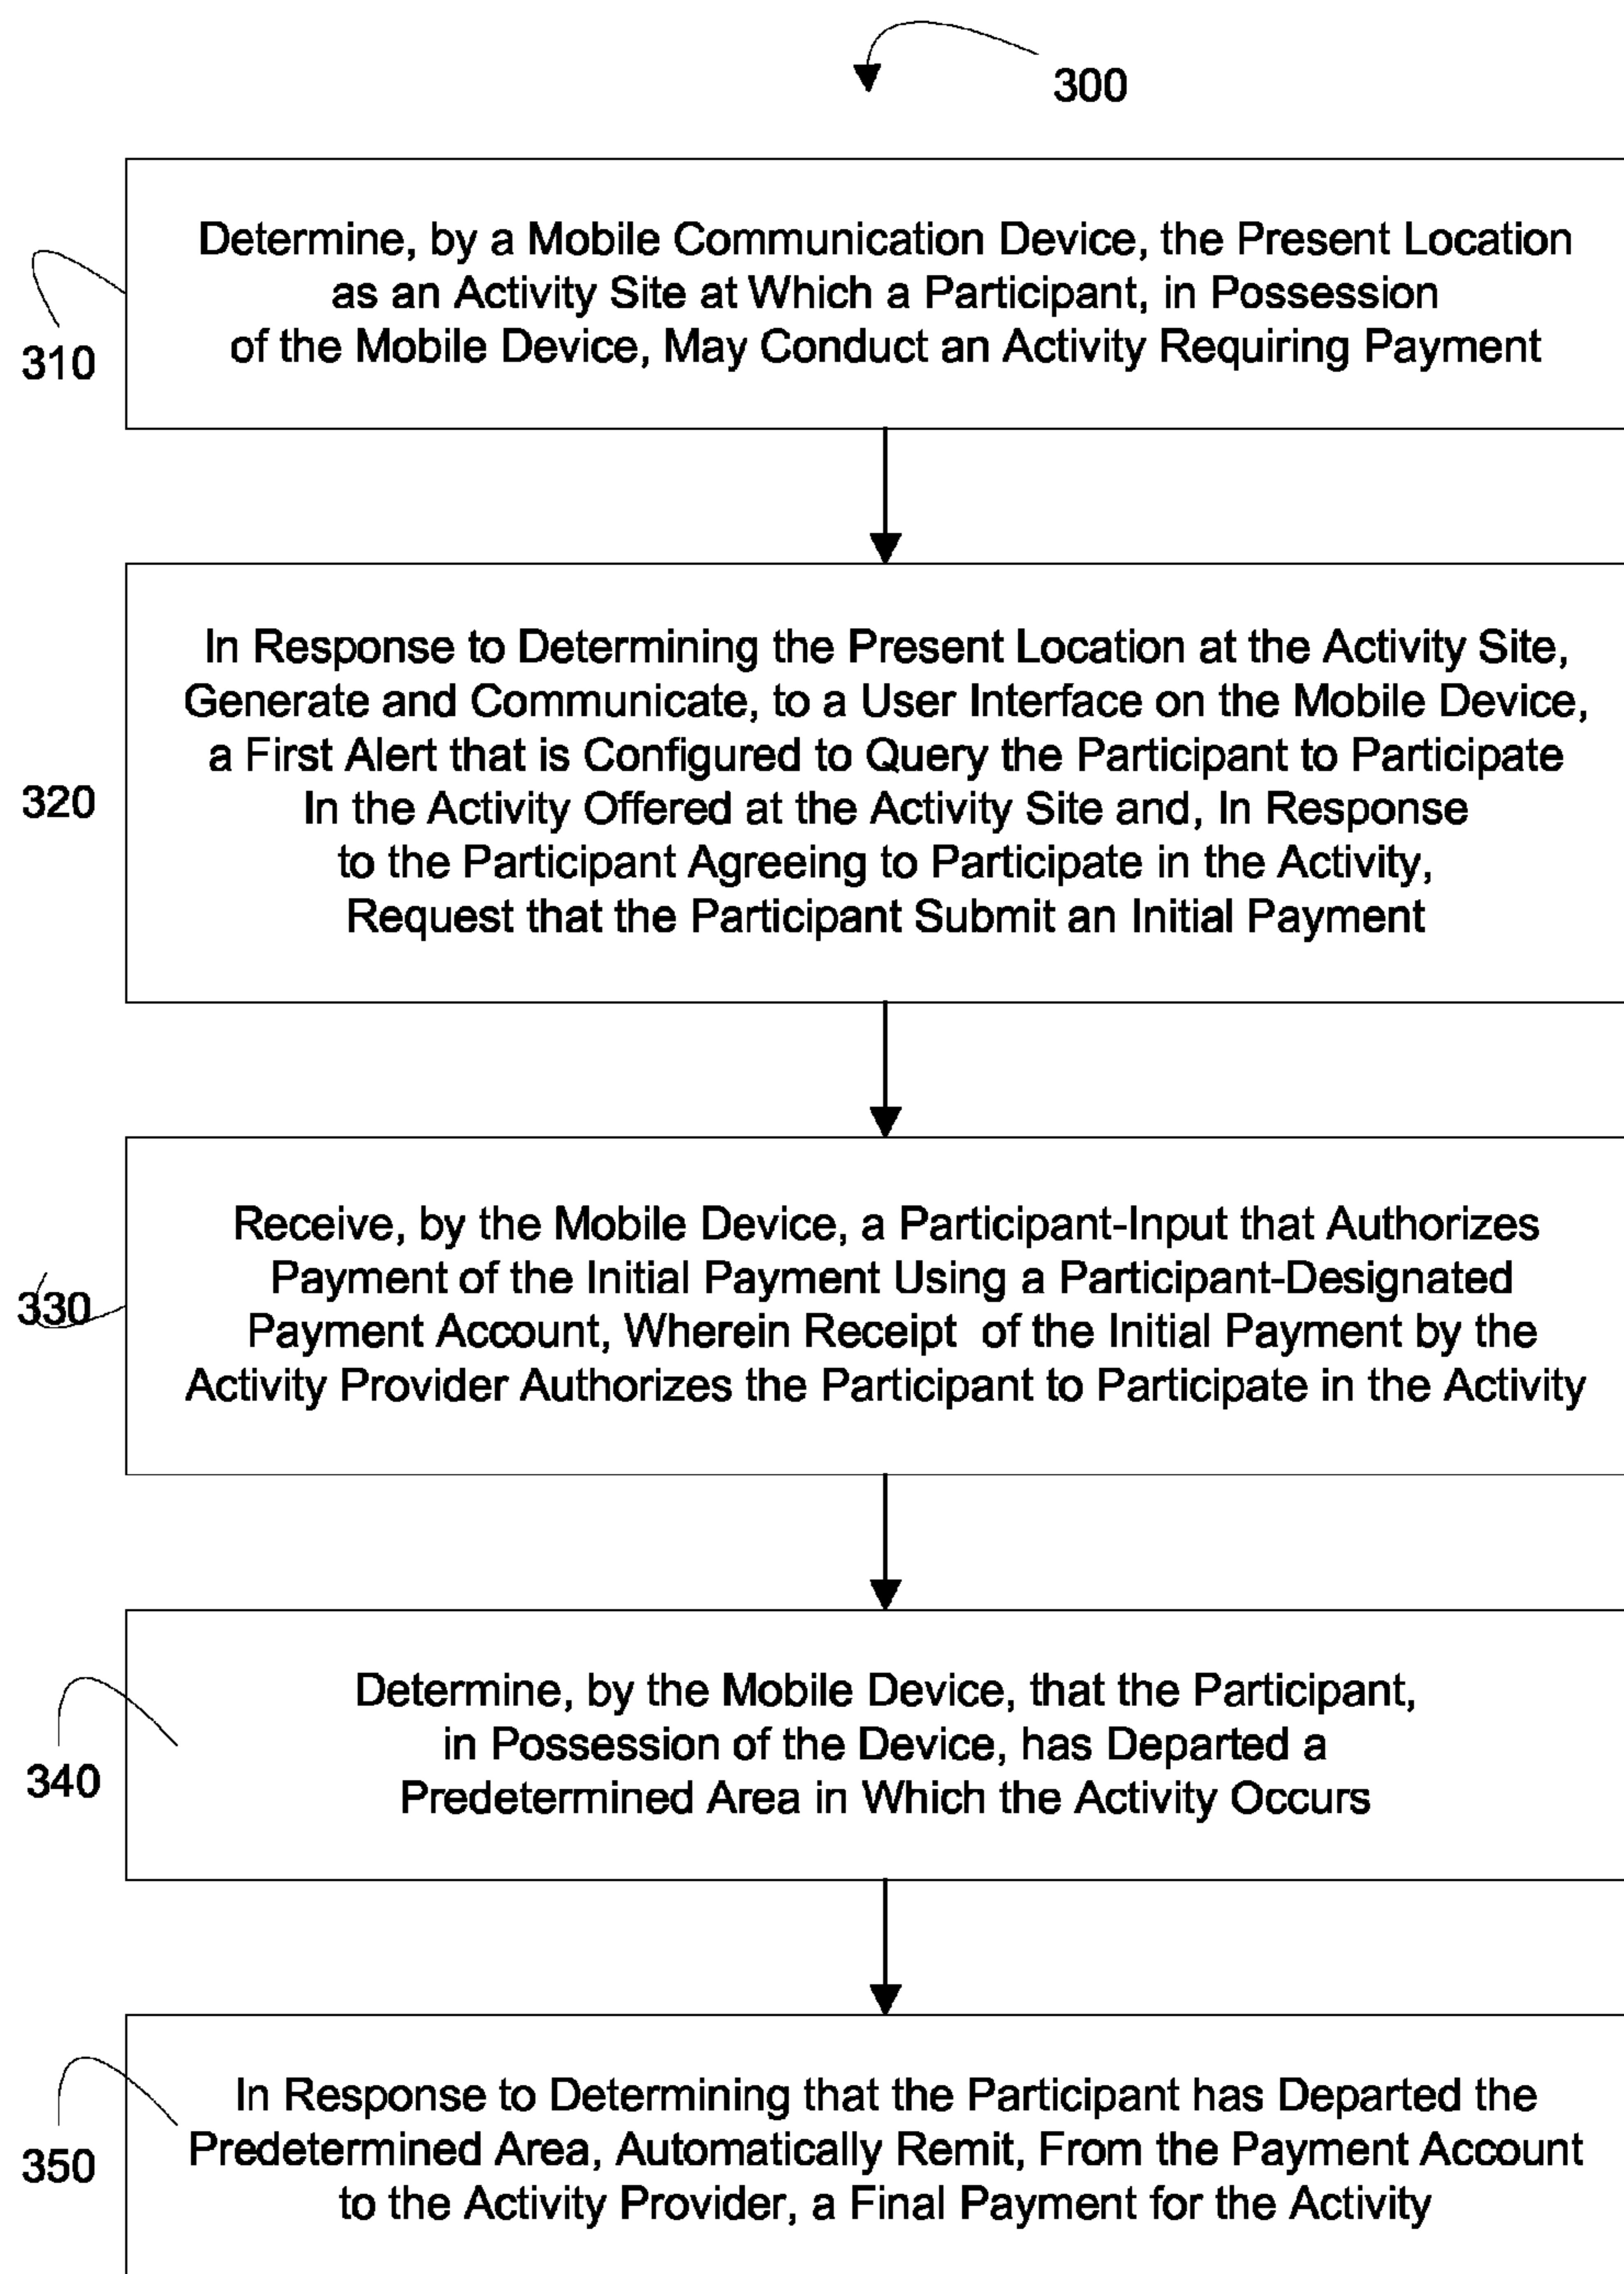 300
Determine, by a Mobile Communication Device, the Present Location
as an Activity Site at Which a Participant, in Possession
of the Mobile Device, May Conduct an Activity Requiring Payment
310
In Response to Determining the Present Location at the Activity Site,
Generate and Communicate, to a User Interface on the Mobile Device,
a First Alert that is Configured to Query the Participant to Participate
In the Activity Offered at the Activity Site and, In Response
to the Participant Agreeing to Participate in the Activity,
Request that the Participant Submit an Initial Payment
320
Receive, by the Mobile Device, a Participant-Input that Authorizes
Payment of the Initial Payment Using a Participant-Designated
Payment Account, Wherein Receipt of the Initial Payment by the
Activity Provider Authorizes the Participant to Participate in the Activity
330
Determine, by the Mobile Device, that the Participant,
in Possession of the Device, has Departed a
Predetermined Area in Which the Activity Occurs
340
In Response to Determining that the Participant has Departed the
Predetermined Area, Automatically Remit, From the Payment Account
to the Activity Provider, a Final Payment for the Activity
350